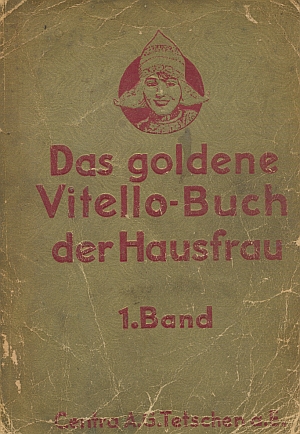 Das goldene
Vitello-Buch
der Hausfrau
1.Band
Centra A.G. Tetschen a.E.